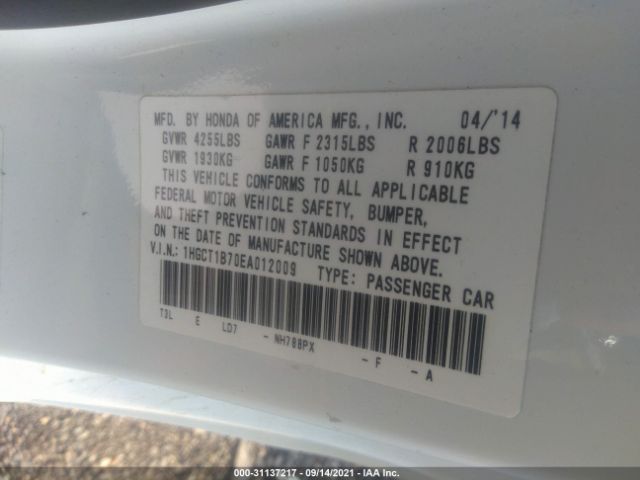 MFD. BY HONDA OF AMERICA MFG., INC. 04/'14
GVWR 4255LBS GAWR F 2315LBS R 2006LBS
GVWR 1930KG GAWR F 1050KG R 910KG
THIS VEHICLE CONFORMS TO ALL APPLICABLE
FEDERAL MOTOR VEHICLE SAFETY, BUMPER,
AND THEFT PREVENTION STANDARDS IN EFFECT
ON THE DATE OF MANUFACTURE SHOWN ABOVE.
V.I.N.: 1HGCT1B70EA012009 TYPE: PASSENGER CAR
T3L E LD7 - NH788PX - F - A
000-31137217 - 09/14/2021 - IAA Inc.